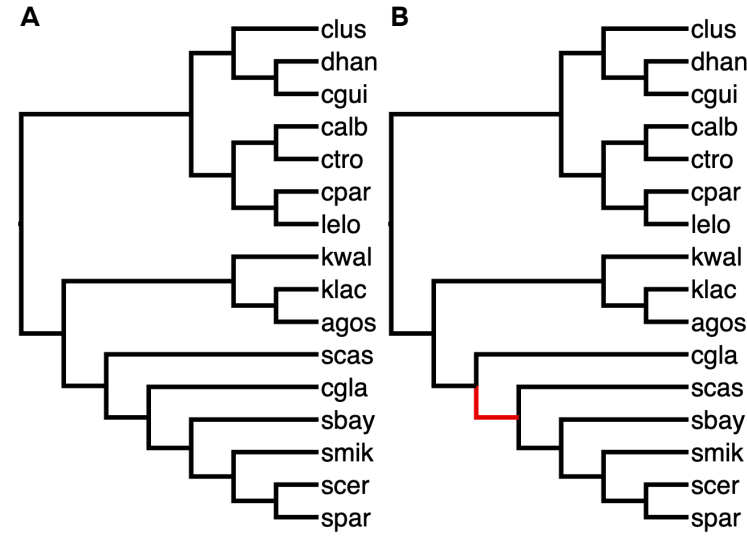 A
clus
dhan
cgui
calb
ctro
cpar
lelo
kwal
klac
agos
scas
cgla
sbay
smik
scer
spar
B
clus
dhan
cgui
calb
ctro
cpar
lelo
kwal
klac
agos
cgla
scas
sbay
smik
scer
spar